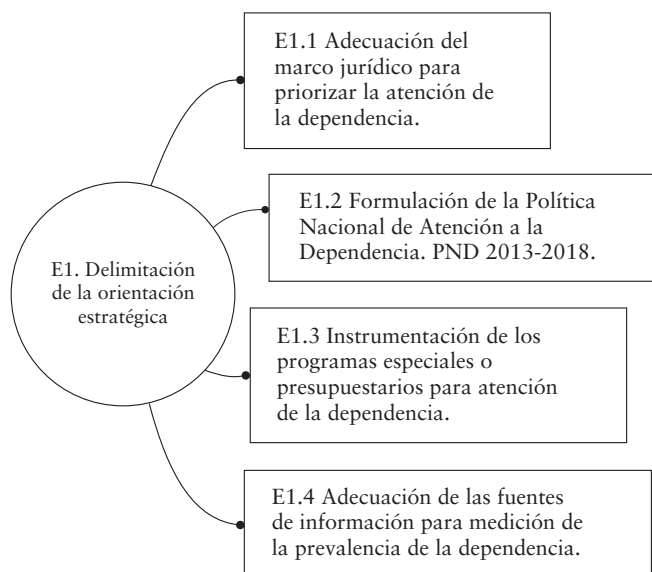 E1.1 Adecuación del
marco jurídico para
priorizar la atención de
la dependencia.
E1.2 Formulación de la Política
Nacional de Atención a la
Dependencia. PND 2013-2018.
E1. Delimitación
de la orientación
estratégica
E1.3 Instrumentación de los
programas especiales o
presupuestarios para atención
de la dependencia.
E1.4 Adecuación de las fuentes
de información para medición de
la prevalencia de la dependencia.